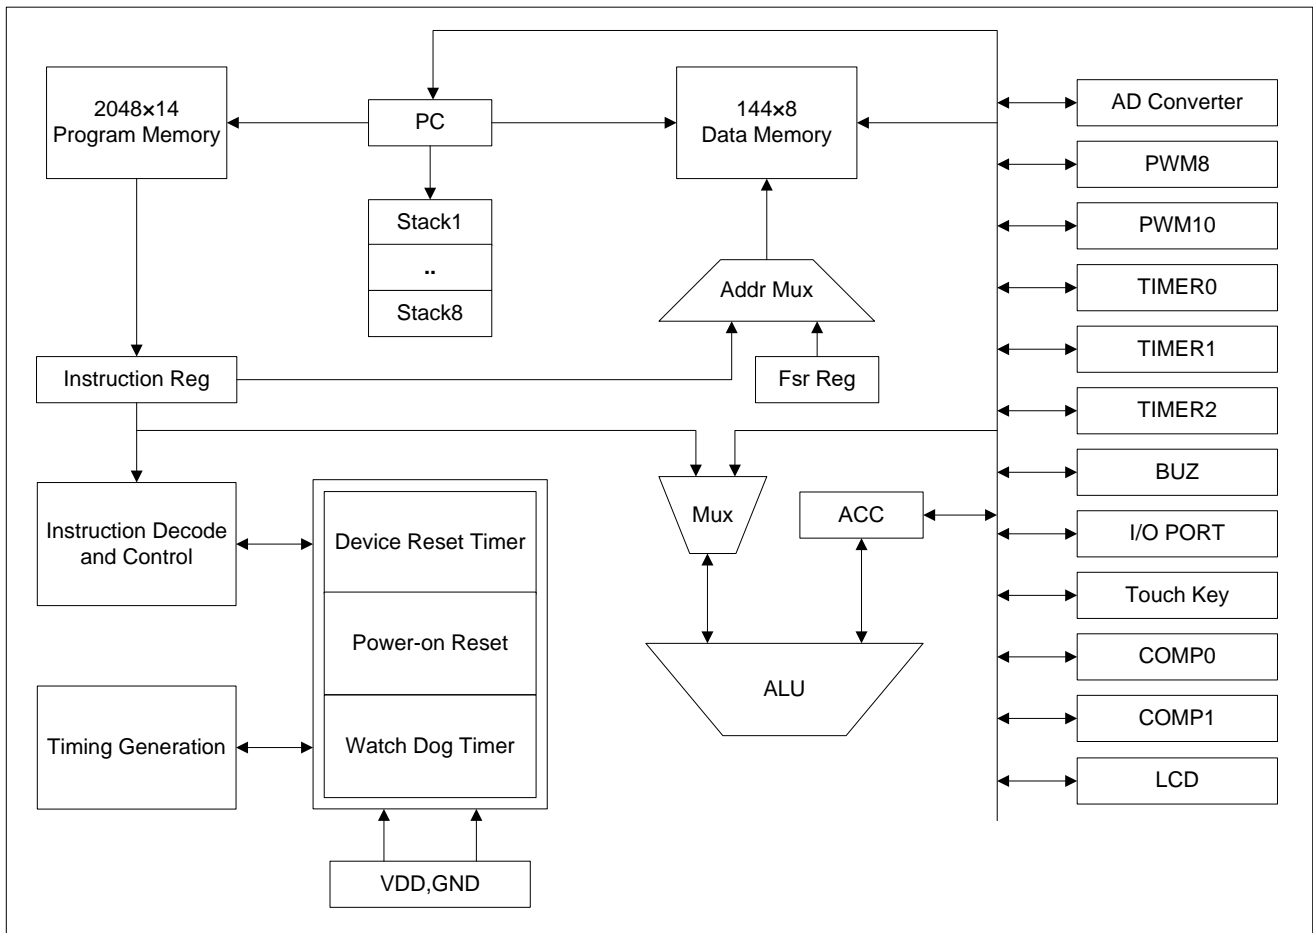 2048×14
Program Memory
PC
144×8
Data Memory
AD Converter
PWM8
PWM10
Stack1
..
Stack8
Addr Mux
TIMER0
TIMER1
Instruction Reg
Fsr Reg
TIMER2
BUZ
Instruction Decode
and Control
Device Reset Timer
Mux
ACC
I/O PORT
Touch Key
Power-on Reset
COMP0
ALU
COMP1
Timing Generation
Watch Dog Timer
LCD
VDD,GND